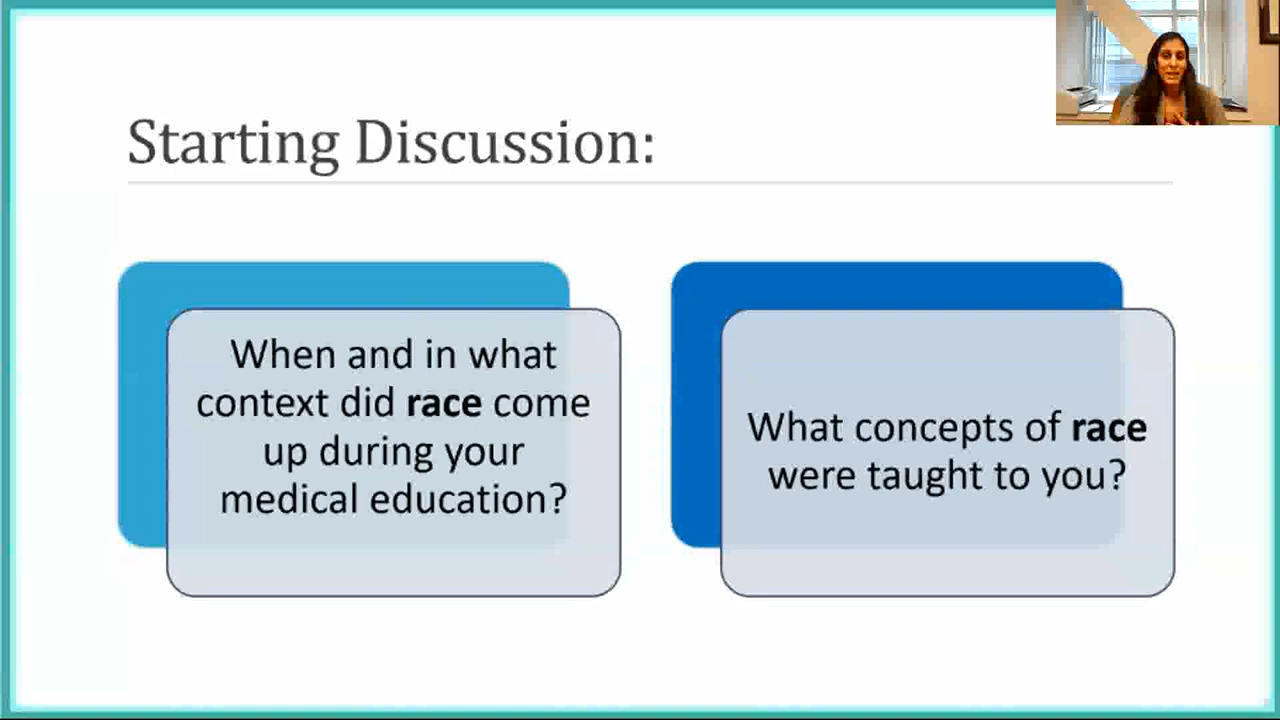 Starting Discussion:
When and in what
context did race come
up during your
medical education?
What concepts of race
were taught to you?